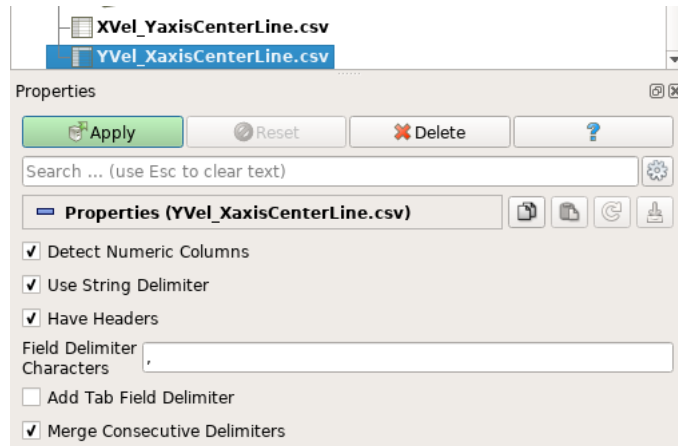 XVel_YaxisCenterLine.csv
YVel_XaxisCenterLine.csv
Properties
Apply Reset Delete ?
Search ... (use Esc to clear text)
Properties (YVel_XaxisCenterLine.csv)
Detect Numeric Columns
Use String Delimiter
Have Headers
Field Delimiter
Characters ,
Add Tab Field Delimiter
Merge Consecutive Delimiters